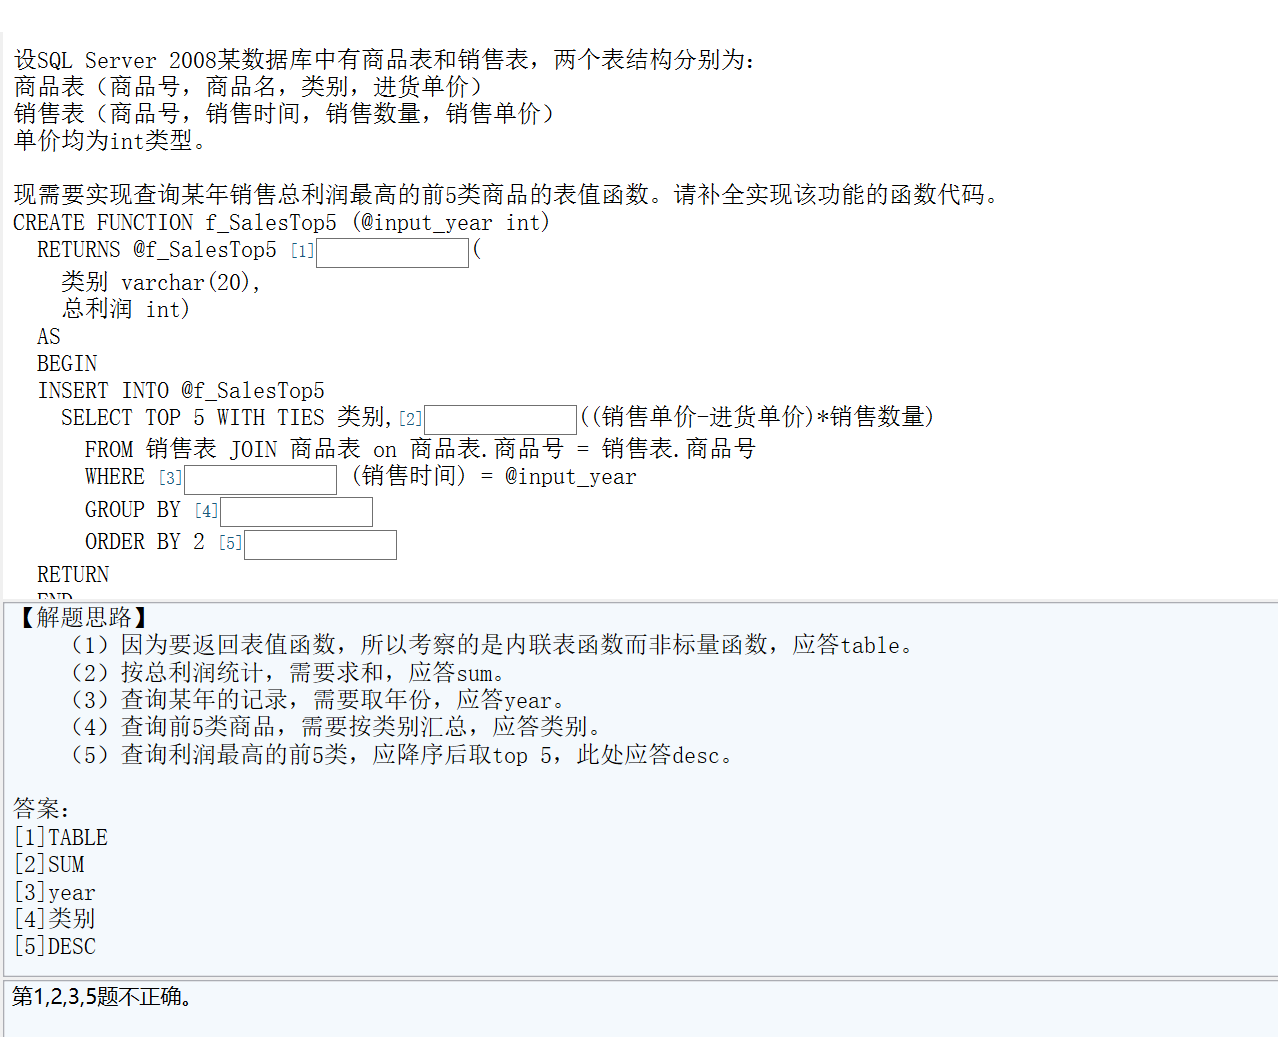 设SQL Server 2008某数据库中有商品表和销售表，两个表结构分别为：
商品表（商品号，商品名，类别，进货单价）
销售表（商品号，销售时间，销售数量，销售单价）
单价均为int类型。
现需要实现查询某年销售总利润最高的前5类商品的表值函数。请补全实现该功能的函数代码。
CREATE FUNCTION f_SalesTop5 (@input_year int)
RETURNS @f_SalesTop5 [1] (
类别 varchar(20),
总利润 int)
AS
BEGIN
INSERT INTO @f_SalesTop5
SELECT TOP 5 WITH TIES 类别,[2] ((销售单价-进货单价)*销售数量)
FROM 销售表 JOIN 商品表 on 商品表.商品号 = 销售表.商品号
WHERE [3] (销售时间) = @input_year
GROUP BY [4]
ORDER BY 2 [5]
RETURN
END
【解题思路】
（1）因为要返回表值函数，所以考察的是内联表函数而非标量函数，应答table。
（2）按总利润统计，需要求和，应答sum。
（3）查询某年的记录，需要取年份，应答year。
（4）查询前5类商品，需要按类别汇总，应答类别。
（5）查询利润最高的前5类，应降序后取top 5，此处应答desc。
答案：
[1]TABLE
[2]SUM
[3]year
[4]类别
[5]DESC
第1,2,3,5题不正确。